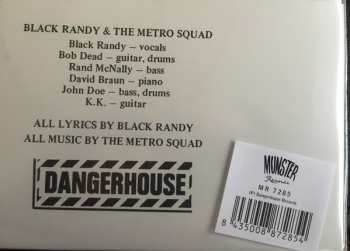 BLACK RANDY & THE METRO SQUAD
Black Randy – vocals
Bob Dead – guitar, drums
Rand McNally – bass
David Braun – piano
John Doe – bass, drums
K.K. – guitar
ALL LYRICS BY BLACK RANDY
ALL MUSIC BY THE METRO SQUAD
DANGERHOUSE
MUNSTER
Records
MR 7285
(P) Dangerhouse Records
8 435008 872854